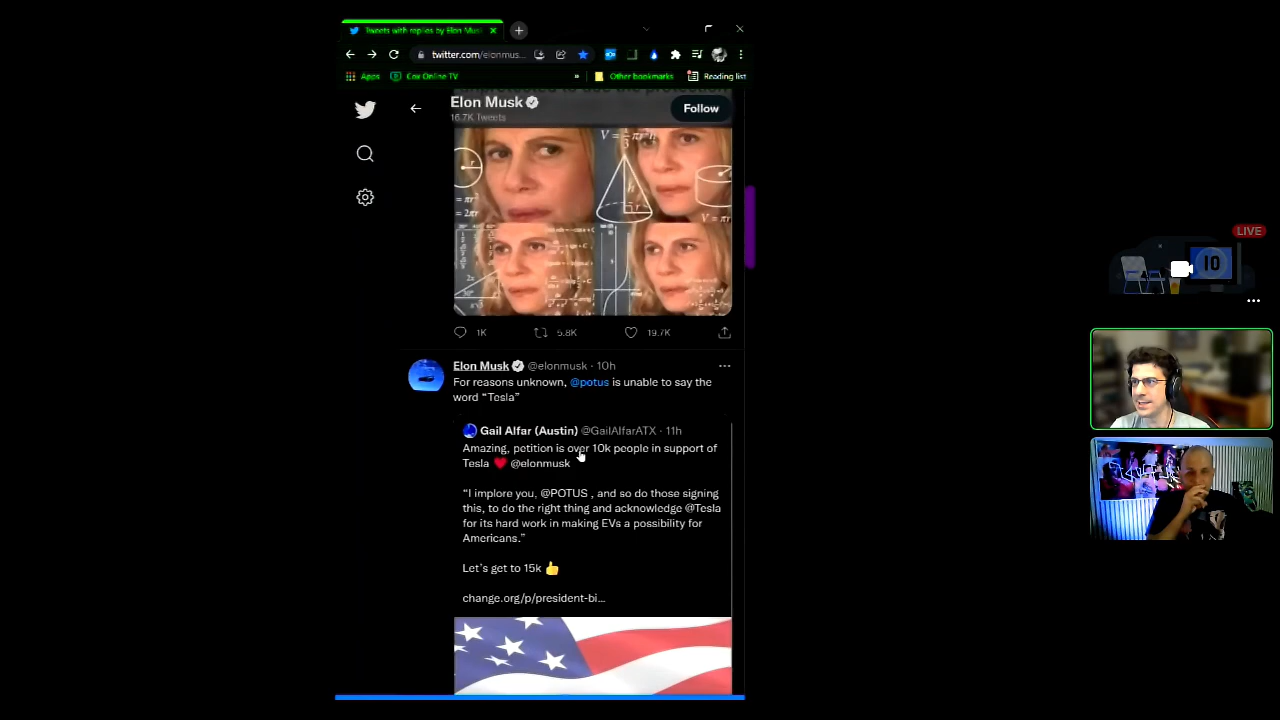 Tweets with replies by Elon Mus
twitter.com/elonmus...
Apps
Cox Online TV
»
Other bookmarks
Reading list
Elon Musk
16.7K Tweets
Follow
1K
5.8K
19.7K
Elon Musk @elonmusk · 10h
For reasons unknown, @potus is unable to say the
word “Tesla”
Gail Alfar (Austin) @GailAlfarATX · 11h
Amazing, petition is over 10k people in support of
Tesla ❤️ @elonmusk
“I implore you, @POTUS , and so do those signing
this, to do the right thing and acknowledge @Tesla
for its hard work in making EVs a possibility for
Americans.”
Let’s get to 15k 👍
change.org/p/president-bi...
LIVE
10